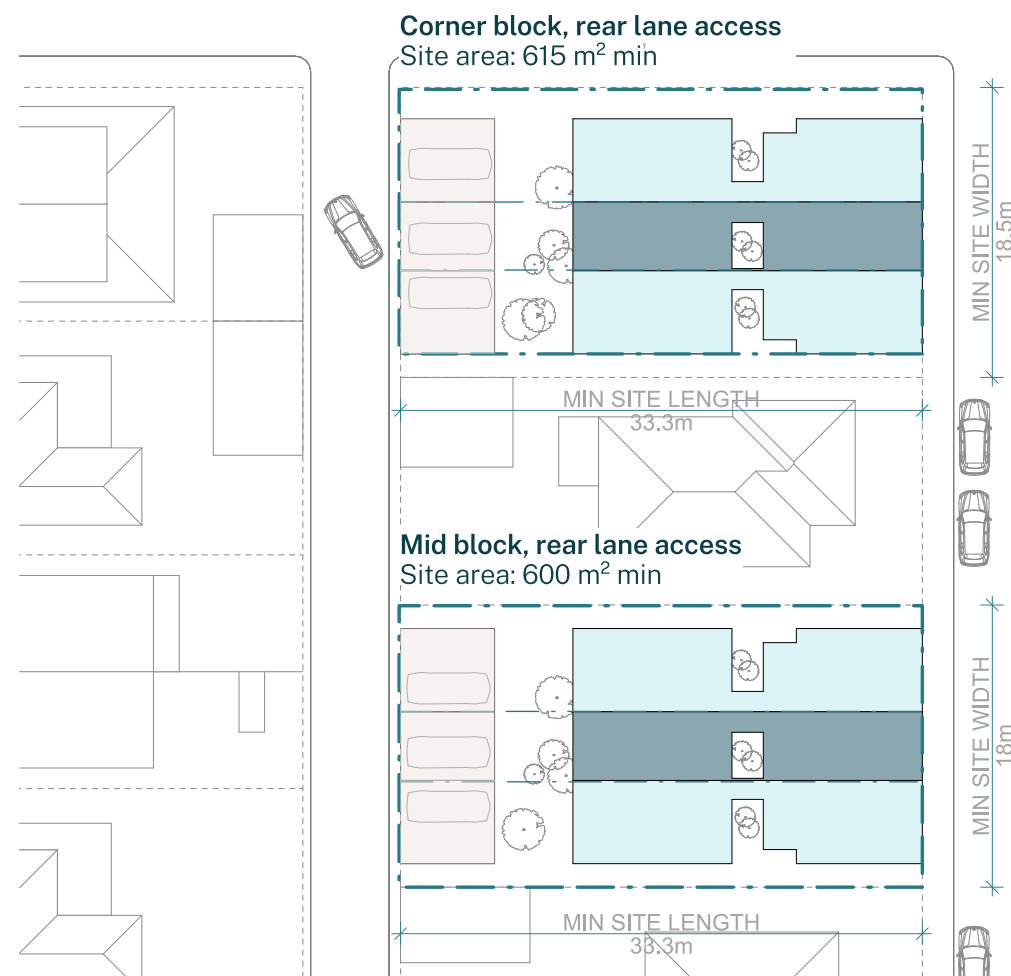 Corner block, rear lane access
Site area: 615 m² min
MIN SITE WIDTH
18.5m
MIN SITE LENGTH
33.3m
Mid block, rear lane access
Site area: 600 m² min
MIN SITE WIDTH
18m
MIN SITE LENGTH
33.3m